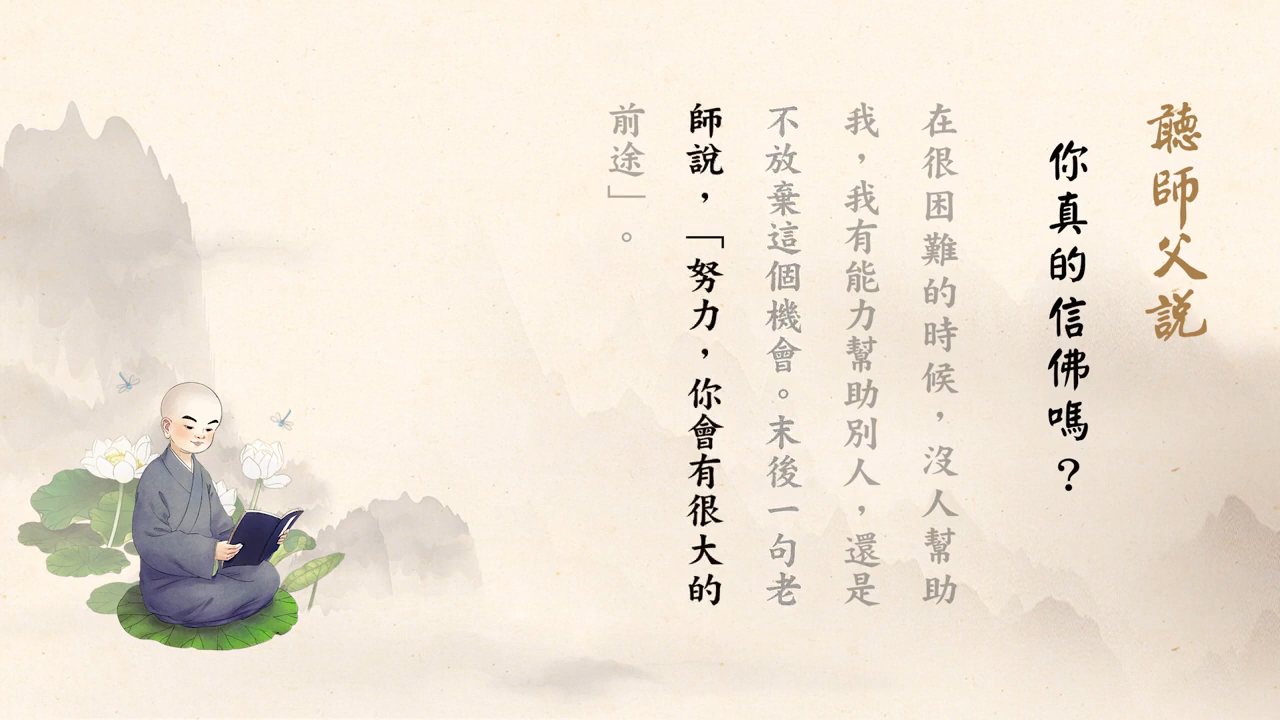 聽師父說
你真的信佛嗎？
在很困難的時候，沒人幫助
我，我有能力幫助別人，還是
不放棄這個機會。末後一句老
師說，「努力，你會有很大的
前途」。